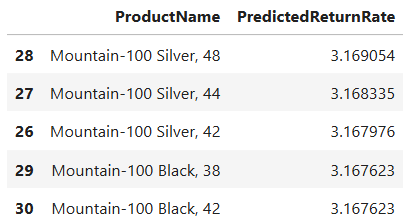 ProductName PredictedReturnRate
28 Mountain-100 Silver, 48 3.169054
27 Mountain-100 Silver, 44 3.168335
26 Mountain-100 Silver, 42 3.167976
29 Mountain-100 Black, 38 3.167623
30 Mountain-100 Black, 42 3.167623